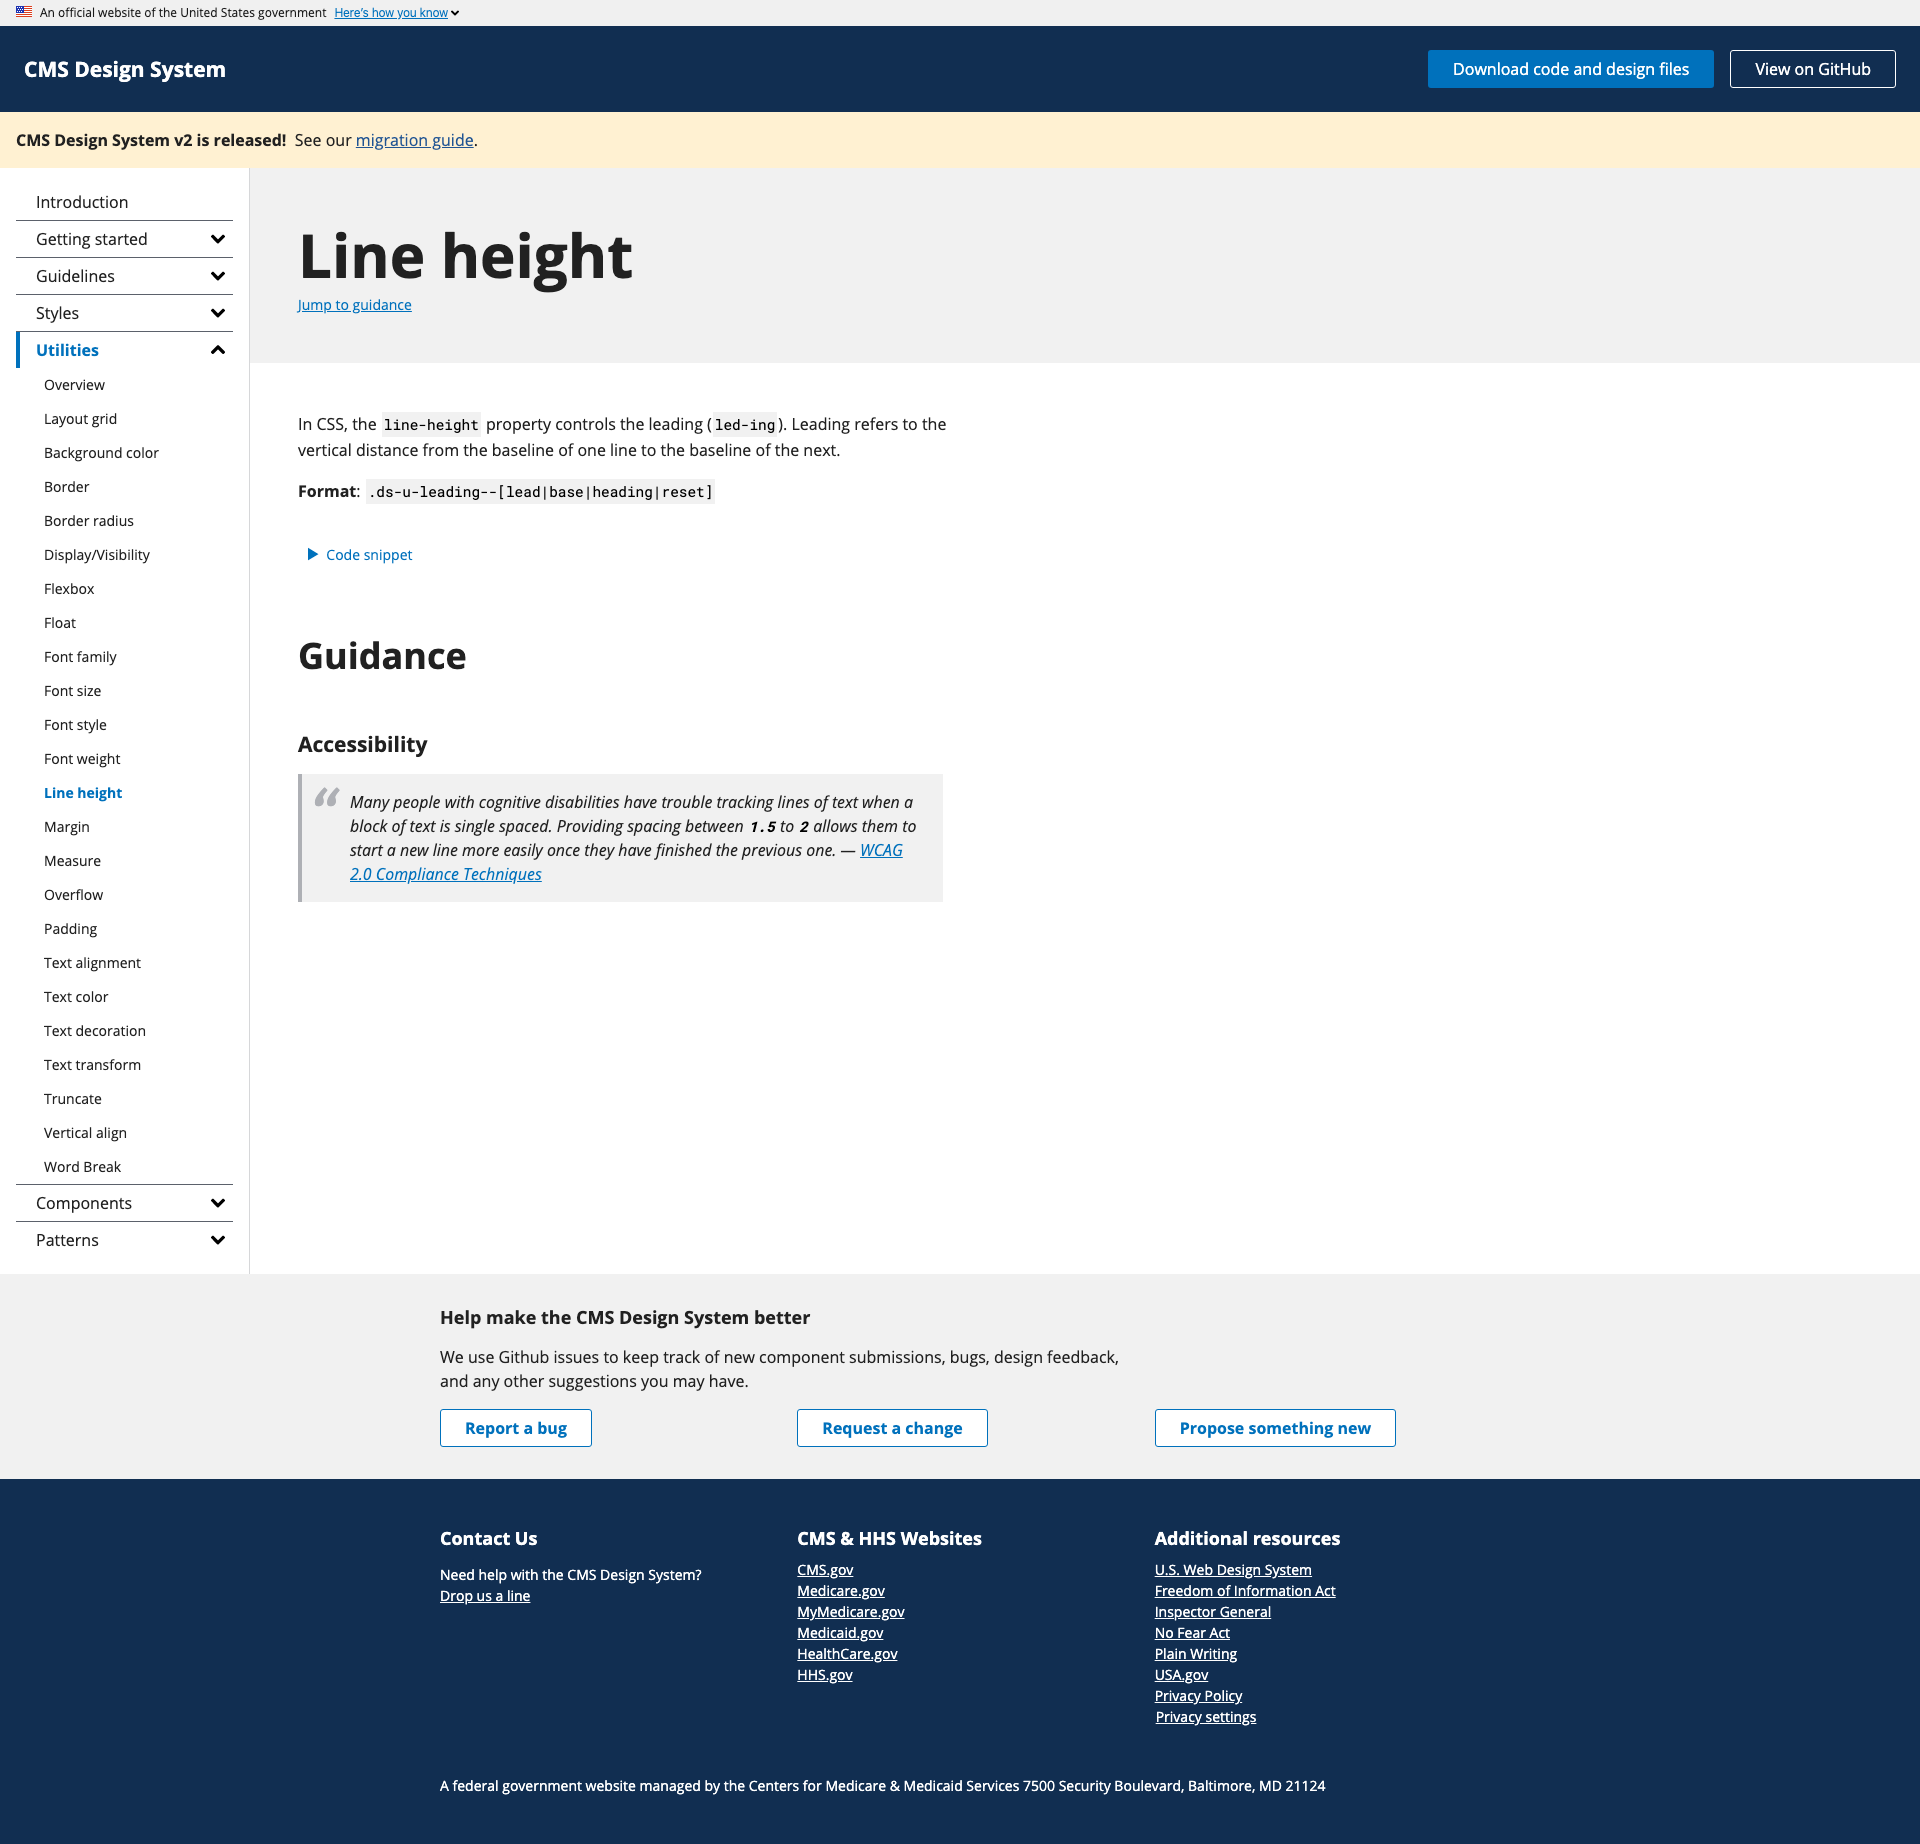 An official website of the United States government Here's how you know
CMS Design System
Download code and design files
View on GitHub
CMS Design System v2 is released! See our migration guide.
Introduction
Getting started
Guidelines
Styles
Utilities
Overview
Layout grid
Background color
Border
Border radius
Display/Visibility
Flexbox
Float
Font family
Font size
Font style
Font weight
Line height
Margin
Measure
Overflow
Padding
Text alignment
Text color
Text decoration
Text transform
Truncate
Vertical align
Word Break
Components
Patterns
Line height
Jump to guidance
In CSS, the line-height property controls the leading (led-ing). Leading refers to the
vertical distance from the baseline of one line to the baseline of the next.
Format: .ds-u-leading--[lead|base|heading|reset]
Code snippet
Guidance
Accessibility
“ Many people with cognitive disabilities have trouble tracking lines of text when a
block of text is single spaced. Providing spacing between 1.5 to 2 allows them to
start a new line more easily once they have finished the previous one. — WCAG
2.0 Compliance Techniques
Help make the CMS Design System better
We use Github issues to keep track of new component submissions, bugs, design feedback,
and any other suggestions you may have.
Report a bug
Request a change
Propose something new
Contact Us
Need help with the CMS Design System?
Drop us a line
CMS & HHS Websites
CMS.gov
Medicare.gov
MyMedicare.gov
Medicaid.gov
HealthCare.gov
HHS.gov
Additional resources
U.S. Web Design System
Freedom of Information Act
Inspector General
No Fear Act
Plain Writing
USA.gov
Privacy Policy
Privacy settings
A federal government website managed by the Centers for Medicare & Medicaid Services 7500 Security Boulevard, Baltimore, MD 21124